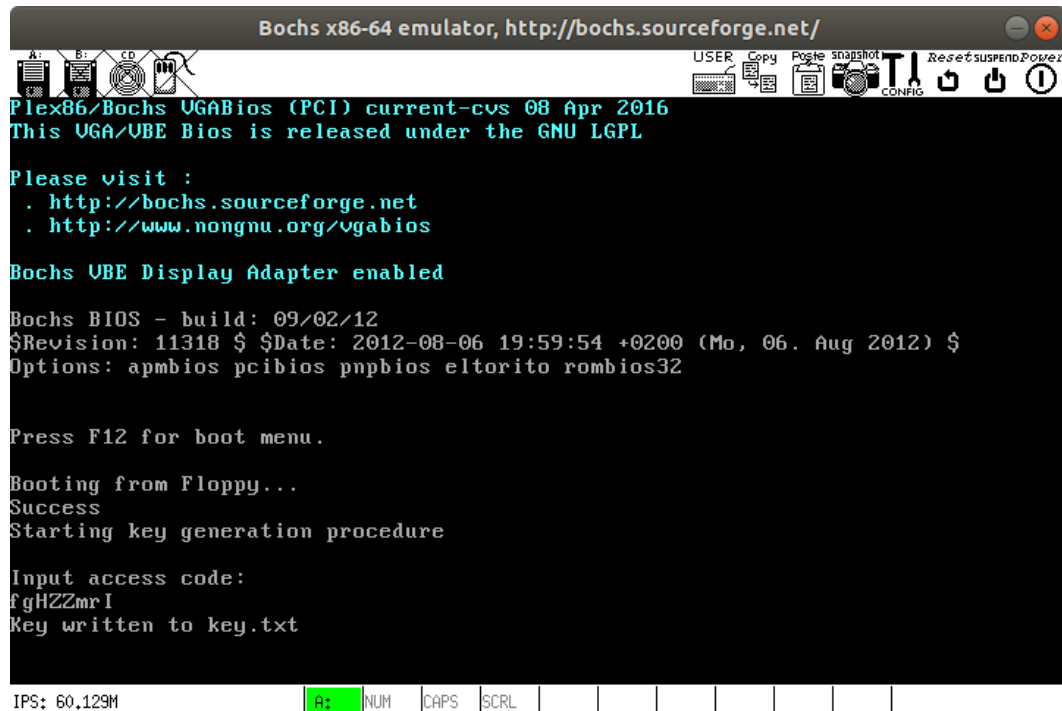 Bochs x86-64 emulator, http://bochs.sourceforge.net/
A: B: CD USER Copy Paste snapshot CONFIG Reset SUSPEND Power
Plex86/Bochs VGABios (PCI) current-cvs 08 Apr 2016
This VGA/VBE Bios is released under the GNU LGPL
Please visit :
. http://bochs.sourceforge.net
. http://www.nongnu.org/vgabios
Bochs VBE Display Adapter enabled
Bochs BIOS - build: 09/02/12
$Revision: 11318 $ $Date: 2012-08-06 19:59:54 +0200 (Mo, 06. Aug 2012) $
Options: apmbios pcibios pnpbios eltorito rombios32
Press F12 for boot menu.
Booting from Floppy...
Success
Starting key generation procedure
Input access code:
fgHZZmrI
Key written to key.txt
IPS: 60.129M A: NUM CAPS SCRL